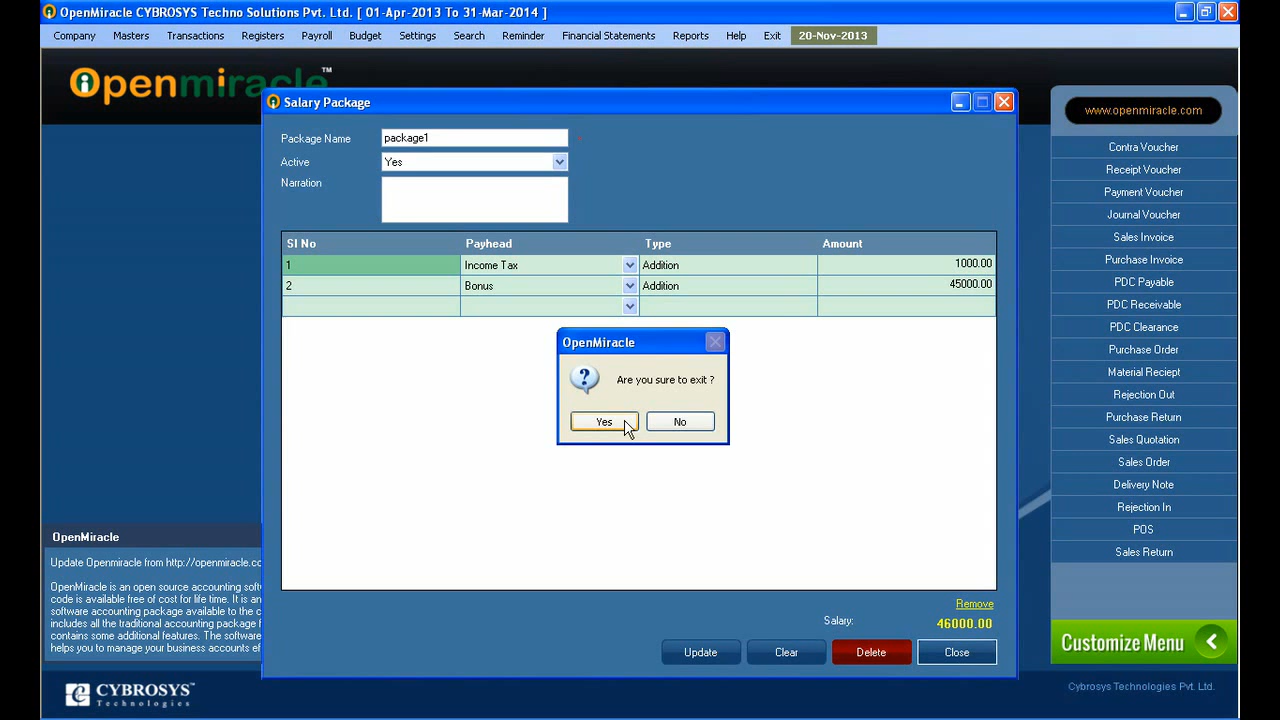 OpenMiracle CYBROSYS Techno Solutions Pvt. Ltd. [ 01-Apr-2013 To 31-Mar-2014 ]
Company Masters Transactions Registers Payroll Budget Settings Search Reminder Financial Statements Reports Help Exit 20-Nov-2013
Openmiracle™
Salary Package
Package Name package1
Active Yes
Narration
Sl No Payhead Type Amount
1 Income Tax Addition 1000.00
2 Bonus Addition 45000.00
OpenMiracle
Are you sure to exit ?
Yes No
Remove
Salary: 46000.00
Update Clear Delete Close
www.openmiracle.com
Contra Voucher
Receipt Voucher
Payment Voucher
Journal Voucher
Sales Invoice
Purchase Invoice
PDC Payable
PDC Receivable
PDC Clearance
Purchase Order
Material Reciept
Rejection Out
Purchase Return
Sales Quotation
Sales Order
Delivery Note
Rejection In
POS
Sales Return
Customize Menu
OpenMiracle
Update Openmiracle from http://openmiracle.co
OpenMiracle is an open source accounting soft
code is available free of cost for life time. It is an
software accounting package available to the c
includes all the traditional accounting package f
contains some additional features. The software
helps you to manage your business accounts ef
CYBROSYS™
Technologies
Cybrosys Technologies Pvt. Ltd.